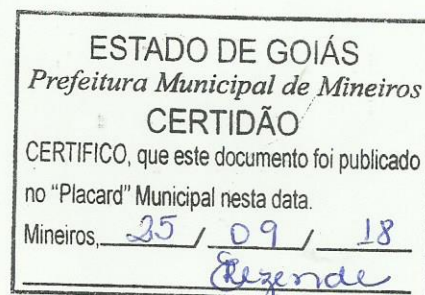 ESTADO DE GOIÁS
Prefeitura Municipal de Mineiros
CERTIDÃO
CERTIFICO, que este documento foi publicado
no “Placard” Municipal nesta data.
Mineiros, 25 / 09 / 18
Rezende